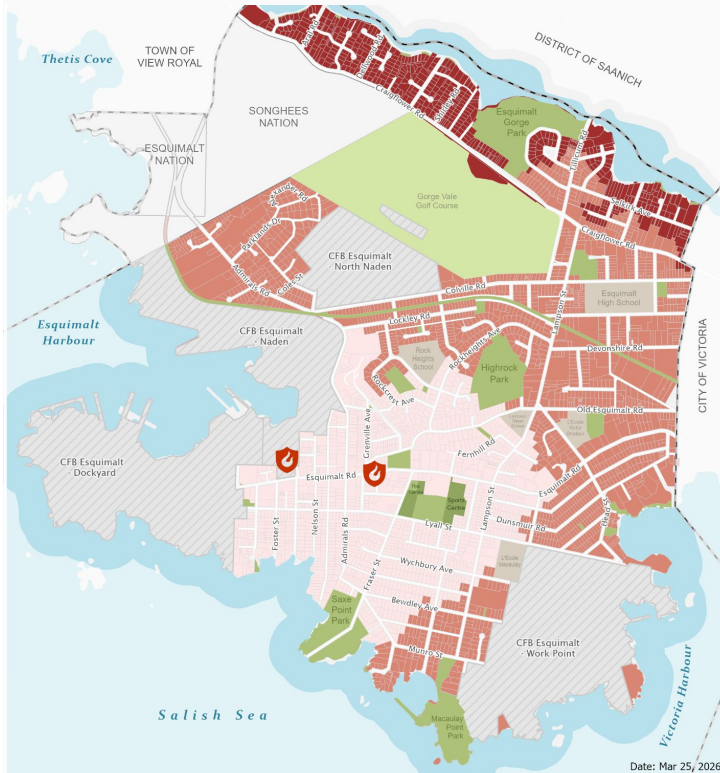 Thetis Cove
TOWN OF
VIEW ROYAL
DISTRICT OF SAANICH
Admirals Rd
Craigflower Rd
SONGHEES
NATION
ESQUIMALT
NATION
Esquimalt
Gorge
Park
Tillicum Rd
Selkirk Ave
Craigflower Rd
Gorge Vale
Golf Course
Parklands Dr
CFB Esquimalt
North Naden
Coles St
Colville Rd
Lampson St
Esquimalt
High School
Esquimalt
Harbour
CFB Esquimalt
- Naden
Lockley Rd
Rockheights Ave
Rock
Heights
School
Devonshire Rd
CITY OF VICTORIA
Highrock
Park
Rockcrest Ave
Grenville Ave
Old Esquimalt Rd
Fernhill Rd
CFB Esquimalt
- Dockyard
Esquimalt Rd
Esquimalt Rd
Sports
Centre
Lampson St
Head St
Foster St
Nelson St
Admirals Rd
Lyall St
Dunsmuir Rd
Fraser St
Wychbury Ave
Bewdley Ave
Saxe
Point
Park
Munro St
CFB Esquimalt
- Work Point
Victoria Harbour
Salish Sea
Macaulay
Point
Park
Date: Mar 25, 2026